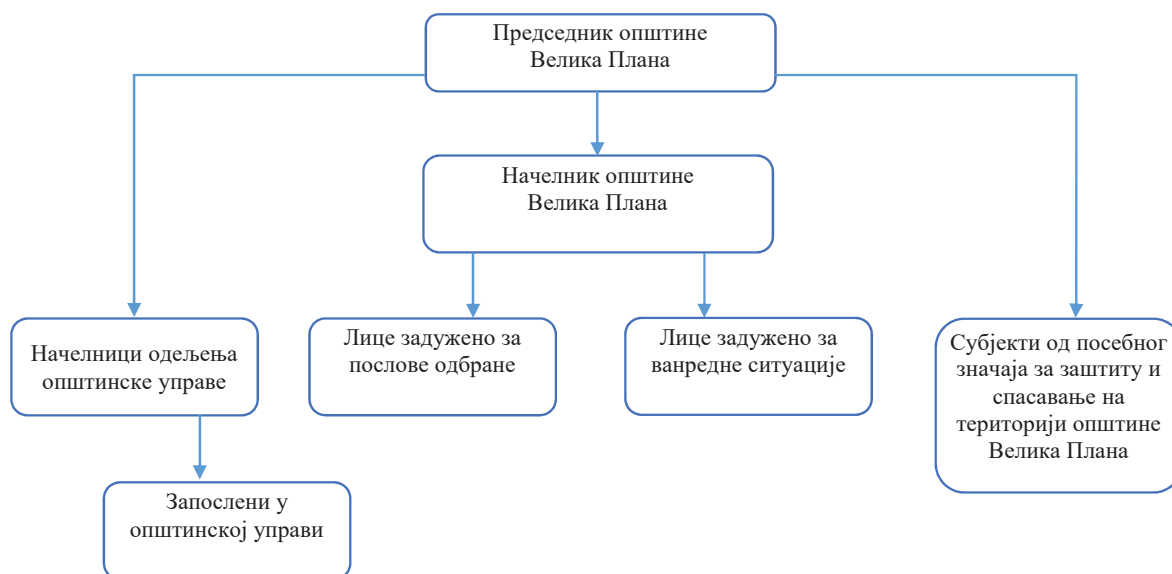 Председник општине
Велика Плана
Начелник општине
Велика Плана
Начелници одељења
општинске управе
Лице задужено за
послове одбране
Лице задужено за
ванредне ситуације
Субјекти од посебног
значаја за заштиту и
спасавање на
територији општине
Велика Плана
Запослени у
општинској управи